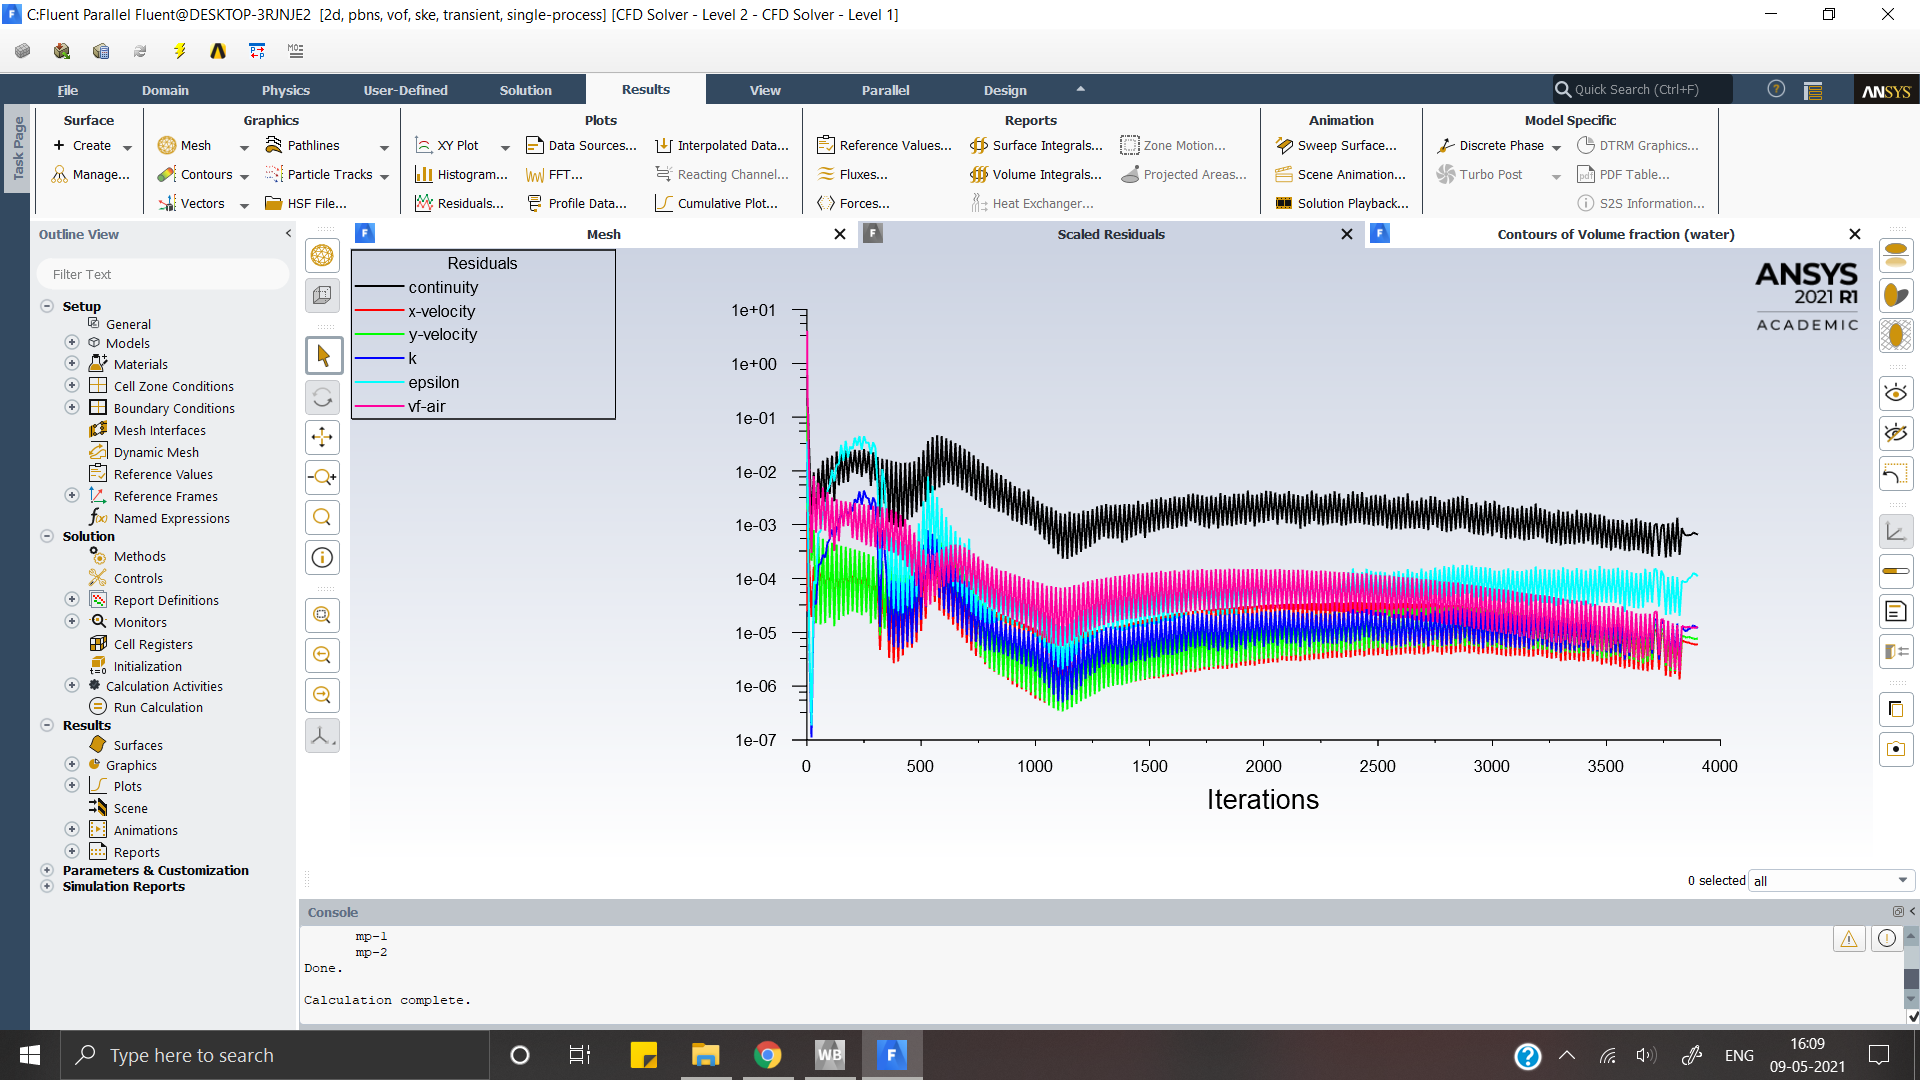 C:Fluent Parallel Fluent@DESKTOP-3RJNJE2 [2d, pbns, vof, ske, transient, single-process] [CFD Solver - Level 2 - CFD Solver - Level 1]
File Domain Physics User-Defined Solution Results View Parallel Design Quick Search (Ctrl+F) ANSYS
Task Page
Surface
Create
Manage...
Graphics
Mesh Pathlines
Contours Particle Tracks
Vectors HSF File...
Plots
XY Plot Data Sources... Interpolated Data...
Histogram... FFT... Reacting Channel...
Residuals... Profile Data... Cumulative Plot...
Reports
Reference Values... Surface Integrals... Zone Motion...
Fluxes... Volume Integrals... Projected Areas...
Forces... Heat Exchanger...
Animation
Sweep Surface...
Scene Animation...
Solution Playback...
Model Specific
Discrete Phase DTRM Graphics...
Turbo Post PDF Table...
S2S Information...
Outline View
Filter Text
Setup
General
Models
Materials
Cell Zone Conditions
Boundary Conditions
Mesh Interfaces
Dynamic Mesh
Reference Values
Reference Frames
Named Expressions
Solution
Methods
Controls
Report Definitions
Monitors
Cell Registers
Initialization
Calculation Activities
Run Calculation
Results
Surfaces
Graphics
Plots
Scene
Animations
Reports
Parameters & Customization
Simulation Reports
Mesh
Scaled Residuals
Contours of Volume fraction (water)
Residuals
continuity
x-velocity
y-velocity
k
epsilon
vf-air
ANSYS
2021 R1
ACADEMIC
1e+01
1e+00
1e-01
1e-02
1e-03
1e-04
1e-05
1e-06
1e-07
0 500 1000 1500 2000 2500 3000 3500 4000
Iterations
0 selected all
Console
mp-1
mp-2
Done.
Calculation complete.
Type here to search
WB
ENG
16:09
09-05-2021